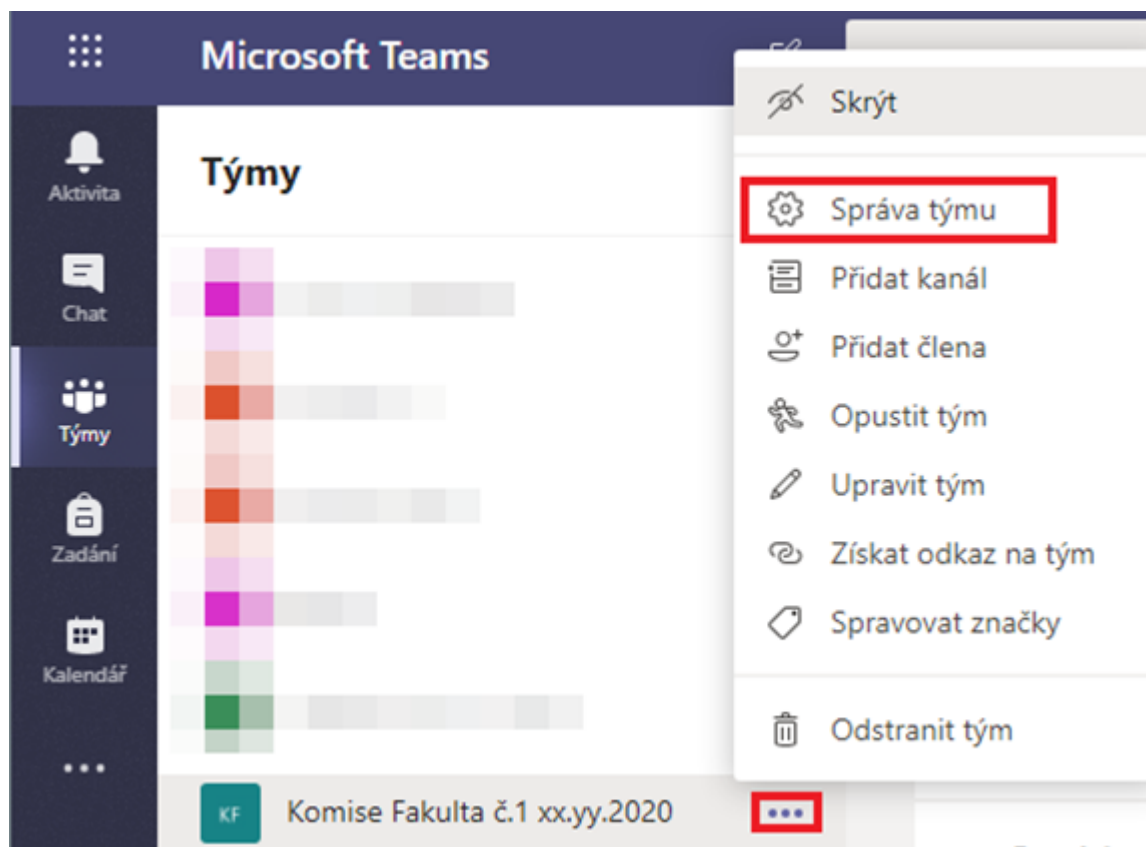 Microsoft Teams
Aktivita
Chat
Týmy
Zadání
Kalendář
Týmy
KF Komise Fakulta č.1 xx.yy.2020
Skrýt
Správa týmu
Přidat kanál
Přidat člena
Opustit tým
Upravit tým
Získat odkaz na tým
Spravovat značky
Odstranit tým